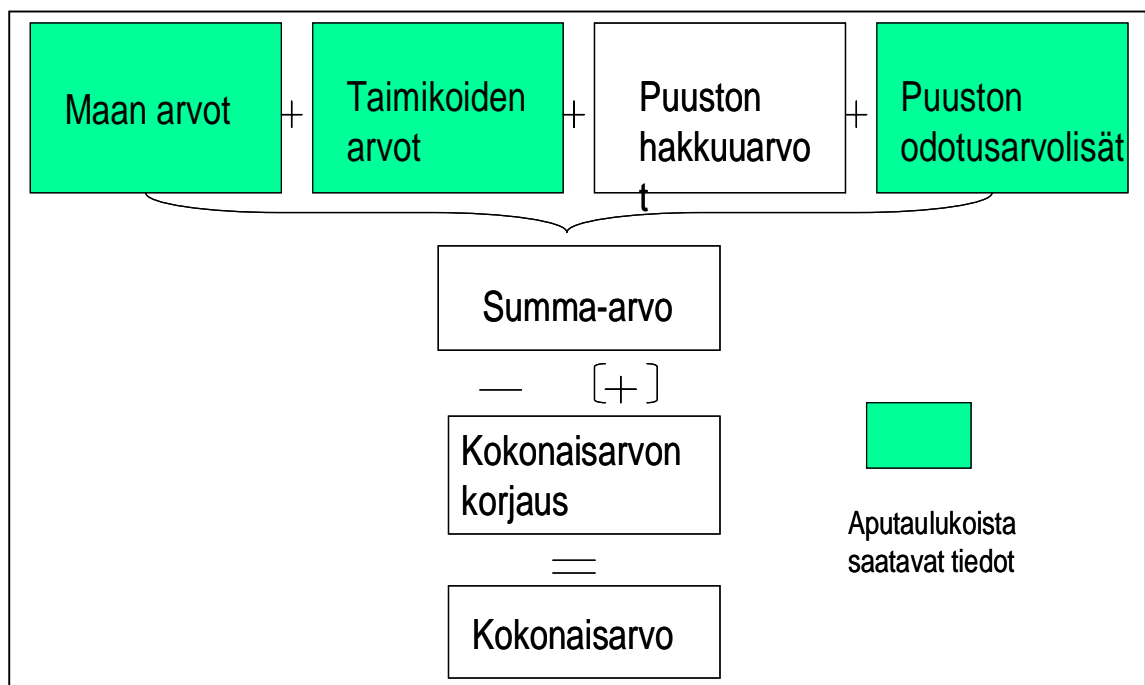 Maan arvot
+
Taimikoiden
arvot
+
Puuston
hakkuuarvo
t
+
Puuston
odotusarvolisät
Summa-arvo
— [+]
Kokonaisarvon
korjaus
=
Kokonaisarvo
Aputaulukoista
saatavat tiedot